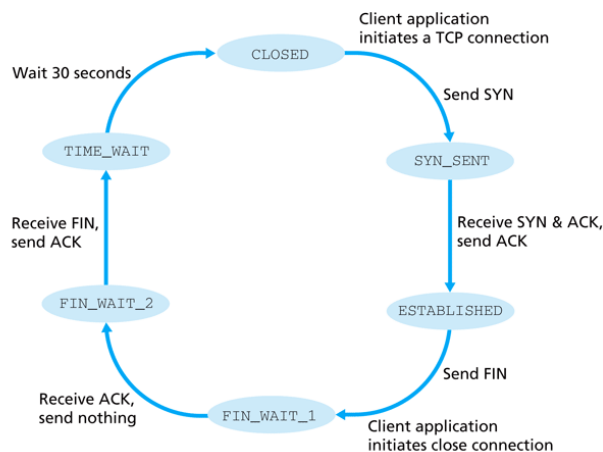 Client application
initiates a TCP connection
CLOSED
Wait 30 seconds
Send SYN
TIME_WAIT
SYN_SENT
Receive FIN,
send ACK
Receive SYN & ACK,
send ACK
FIN_WAIT_2
ESTABLISHED
Send FIN
Receive ACK,
send nothing
FIN_WAIT_1
Client application
initiates close connection